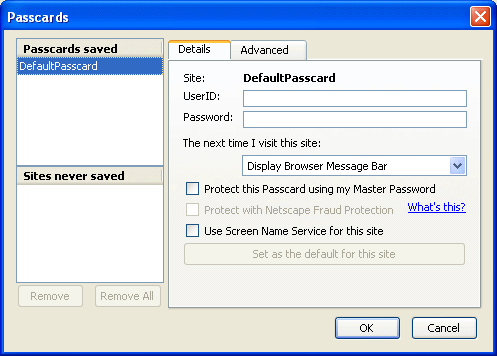 Passcards
Passcards saved
DefaultPasscard
Sites never saved
Remove
Remove All
Details
Advanced
Site: DefaultPasscard
UserID:
Password:
The next time I visit this site:
Display Browser Message Bar
Protect this Passcard using my Master Password
Protect with Netscape Fraud Protection What's this?
Use Screen Name Service for this site
Set as the default for this site
OK
Cancel